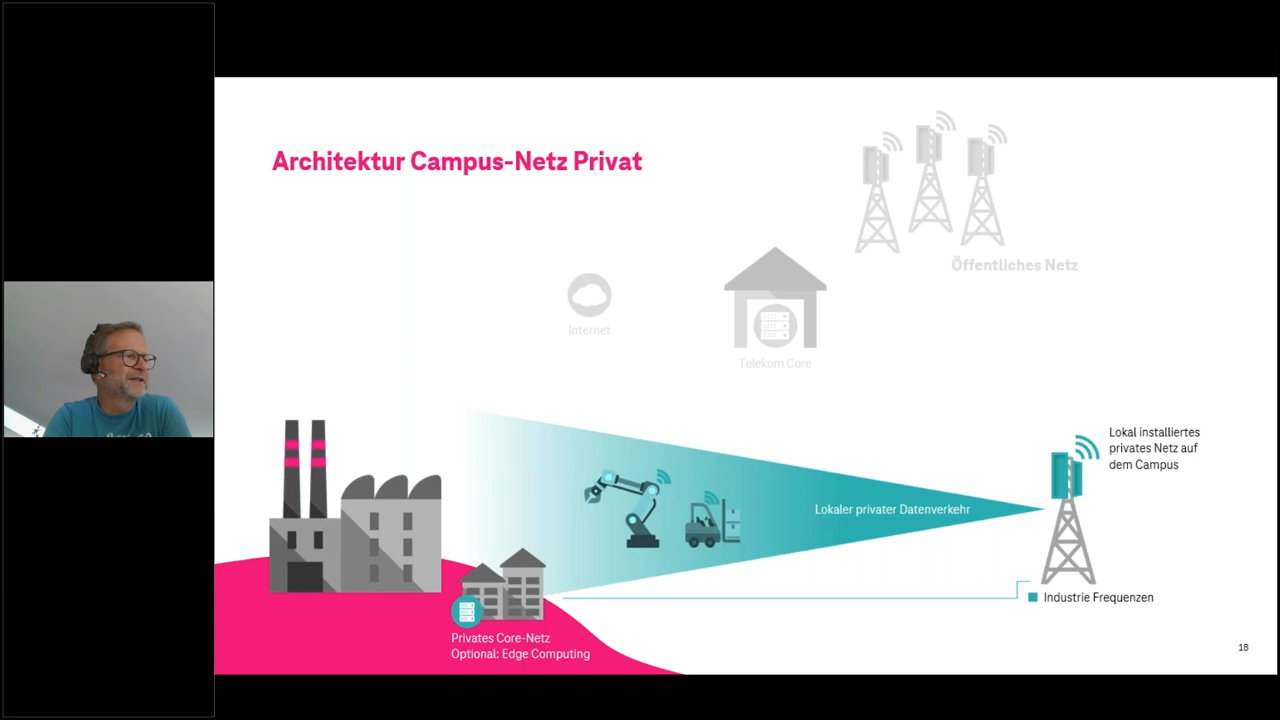 Architektur Campus-Netz Privat
Öffentliches Netz
Internet
Telekom Core
Lokal installiertes
privates Netz auf
dem Campus
Lokaler privater Datenverkehr
Industrie Frequenzen
Privates Core-Netz
Optional: Edge Computing
18